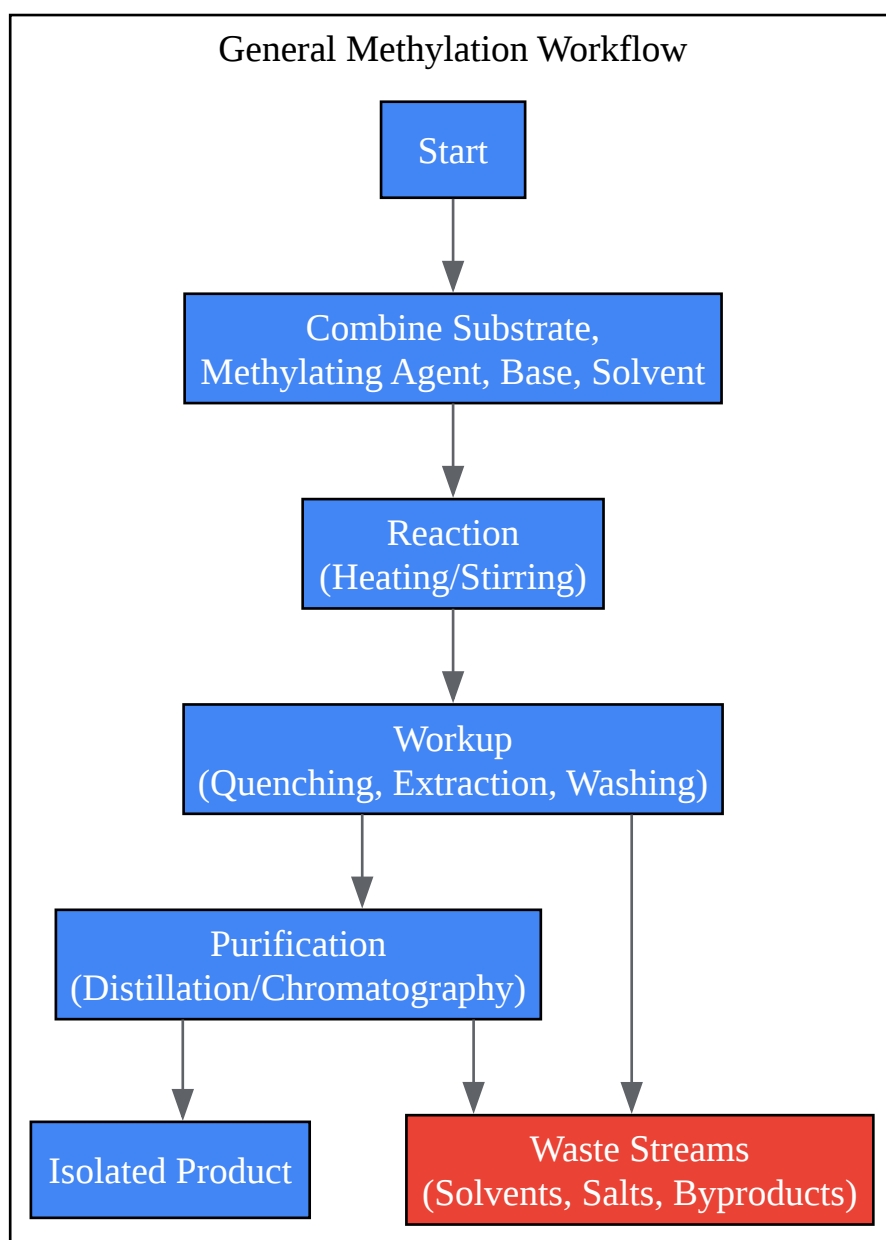 General Methylation Workflow
Start
Combine Substrate,
Methylating Agent, Base, Solvent
Reaction
(Heating/Stirring)
Workup
(Quenching, Extraction, Washing)
Purification
(Distillation/Chromatography)
Isolated Product
Waste Streams
(Solvents, Salts, Byproducts)